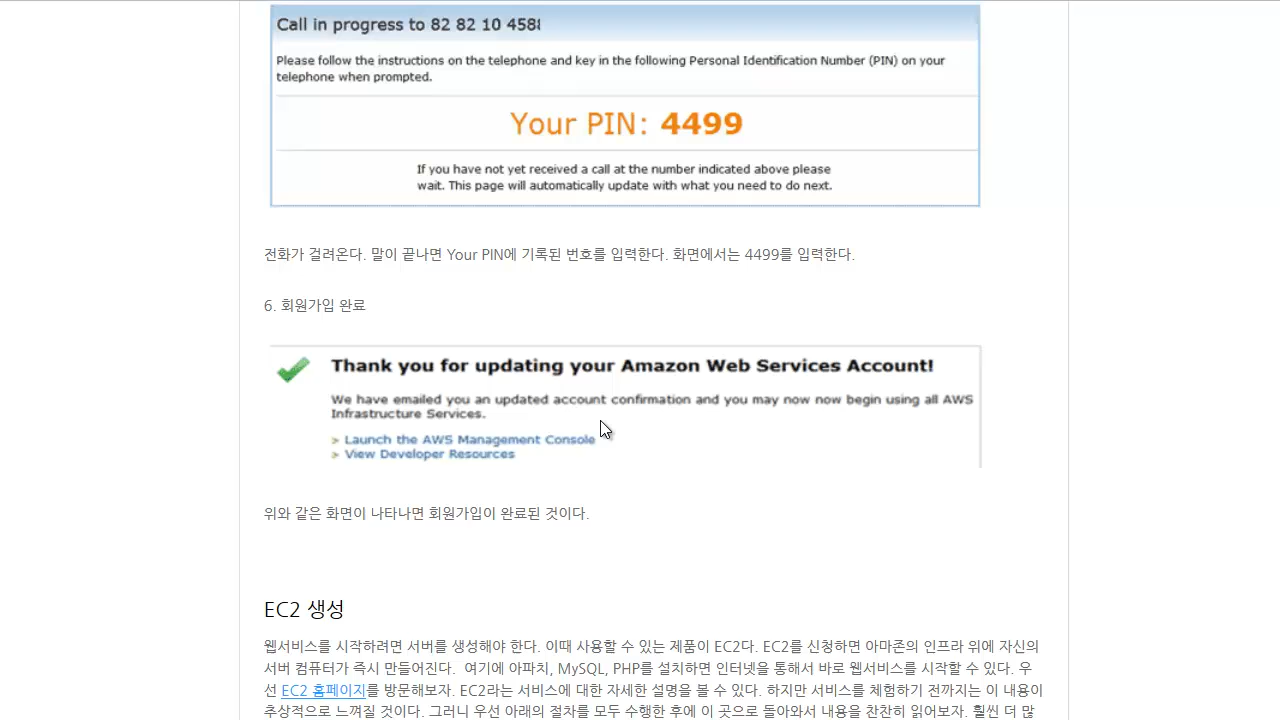 Call in progress to 82 82 10 458
Please follow the instructions on the telephone and key in the following Personal Identification Number (PIN) on your
telephone when prompted.
Your PIN: 4499
If you have not yet received a call at the number indicated above please
wait. This page will automatically update with what you need to do next.
전화가 걸려온다. 말이 끝나면 Your PIN에 기록된 번호를 입력한다. 화면에서는 4499를 입력한다.
6. 회원가입 완료
Thank you for updating your Amazon Web Services Account!
We have emailed you an updated account confirmation and you may now now begin using all AWS
Infrastructure Services.
> Launch the AWS Management Console
> View Developer Resources
위와 같은 화면이 나타나면 회원가입이 완료된 것이다.
EC2 생성
웹서비스를 시작하려면 서버를 생성해야 한다. 이때 사용할 수 있는 제품이 EC2다. EC2를 신청하면 아마존의 인프라 위에 자신의
서버 컴퓨터가 즉시 만들어진다. 여기에 아파치, MySQL, PHP를 설치하면 인터넷을 통해서 바로 웹서비스를 시작할 수 있다. 우
선 EC2 홈페이지를 방문해보자. EC2라는 서비스에 대한 자세한 설명을 볼 수 있다. 하지만 서비스를 체험하기 전까지는 이 내용이
추상적으로 느껴질 것이다. 그러니 우선 아래의 절차를 모두 수행한 후에 이 곳으로 돌아와서 내용을 찬찬히 읽어보자. 훨씬 더 많